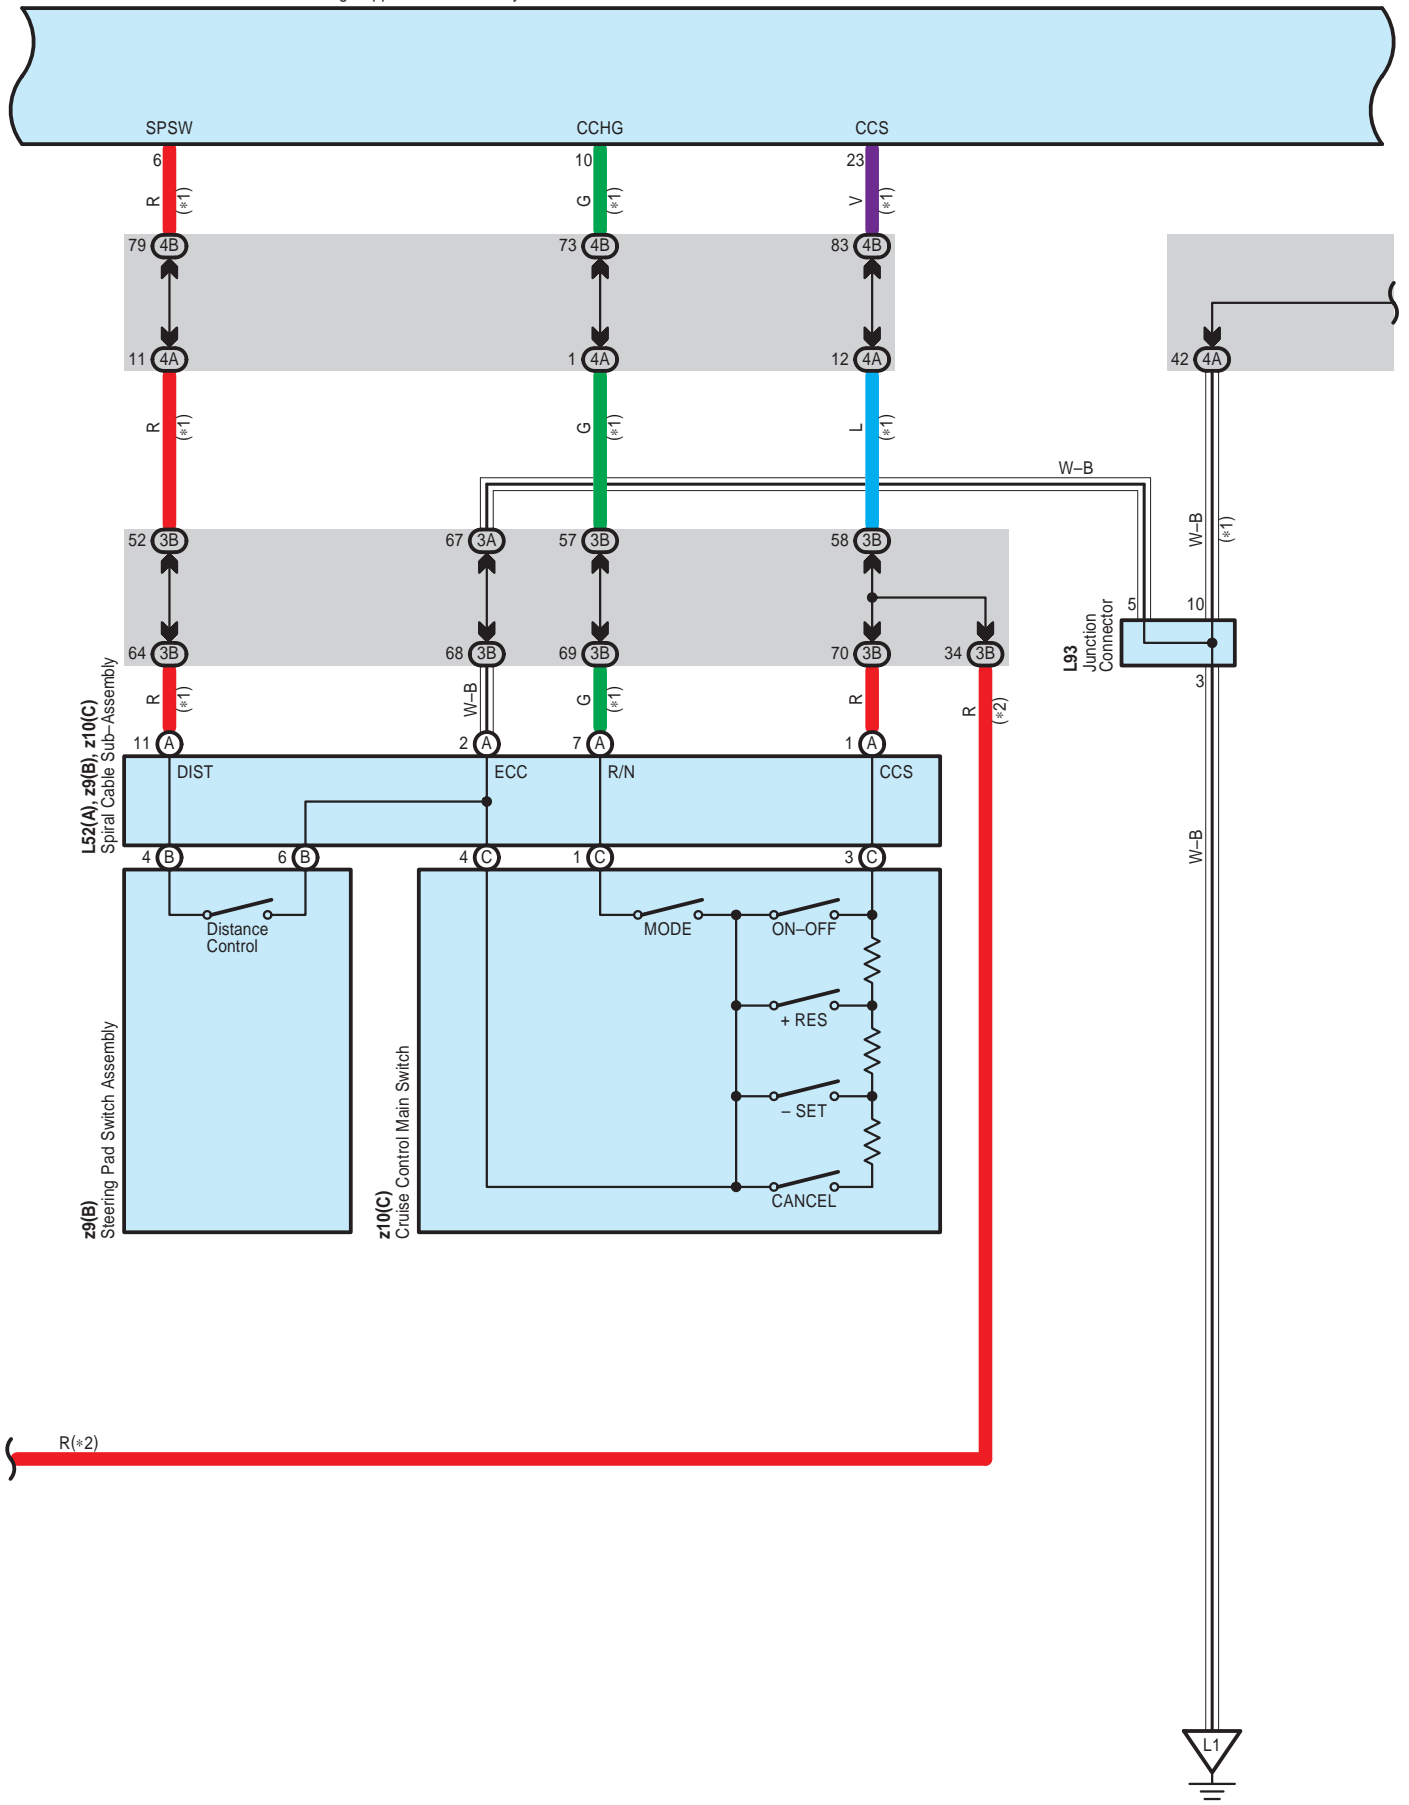 SPSW CCHG CCS
6 10 23
R (*1) G (*1) V (*1)
79 4B 73 4B 83 4B
11 4A 1 4A 12 4A 42 4A
R (*1) G (*1) L (*1)
W–B
W–B (*1)
52 3B 67 3A 57 3B 58 3B
5 10
L93
Junction
Connector
3
64 3B 68 3B 69 3B 70 3B 34 3B
R (*1) W–B G (*1) R R (*2)
L52(A), z9(B), z10(C)
Spiral Cable Sub–Assembly
11 A 2 A 7 A 1 A
DIST ECC R/N CCS
W–B
4 B 6 B 4 C 1 C 3 C
Distance
Control
MODE ON–OFF
+ RES
– SET
CANCEL
z9(B)
Steering Pad Switch Assembly
z10(C)
Cruise Control Main Switch
R(*2)
L1